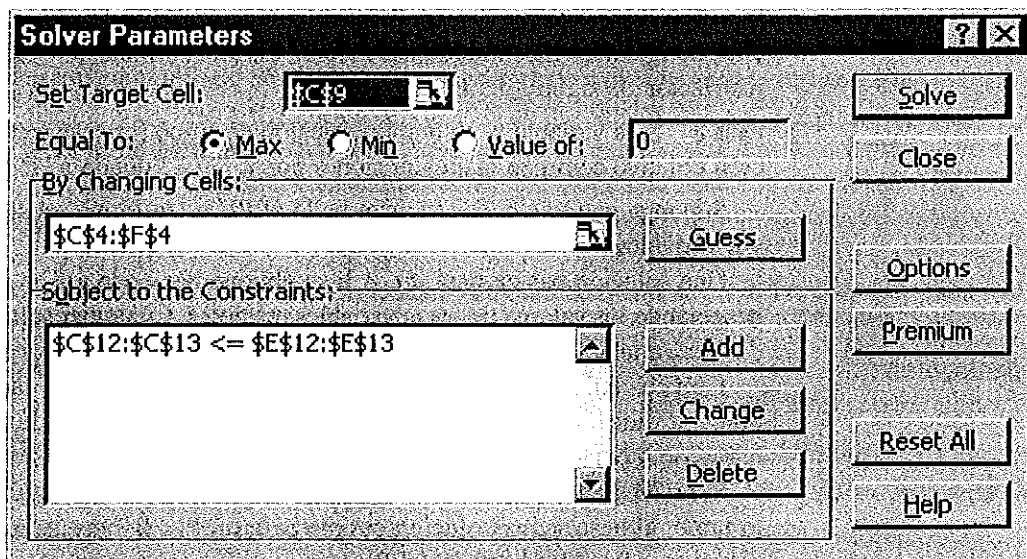 Solver Parameters
Set Target Cell: $C$9 Solve
Equal To: Max Min Value of: 0 Close
By Changing Cells:
$C$4:$F$4 Guess
Options
Subject to the Constraints:
$C$12:$C$13 <= $E$12:$E$13 Add
Premium
Change
Reset All
Delete
Help